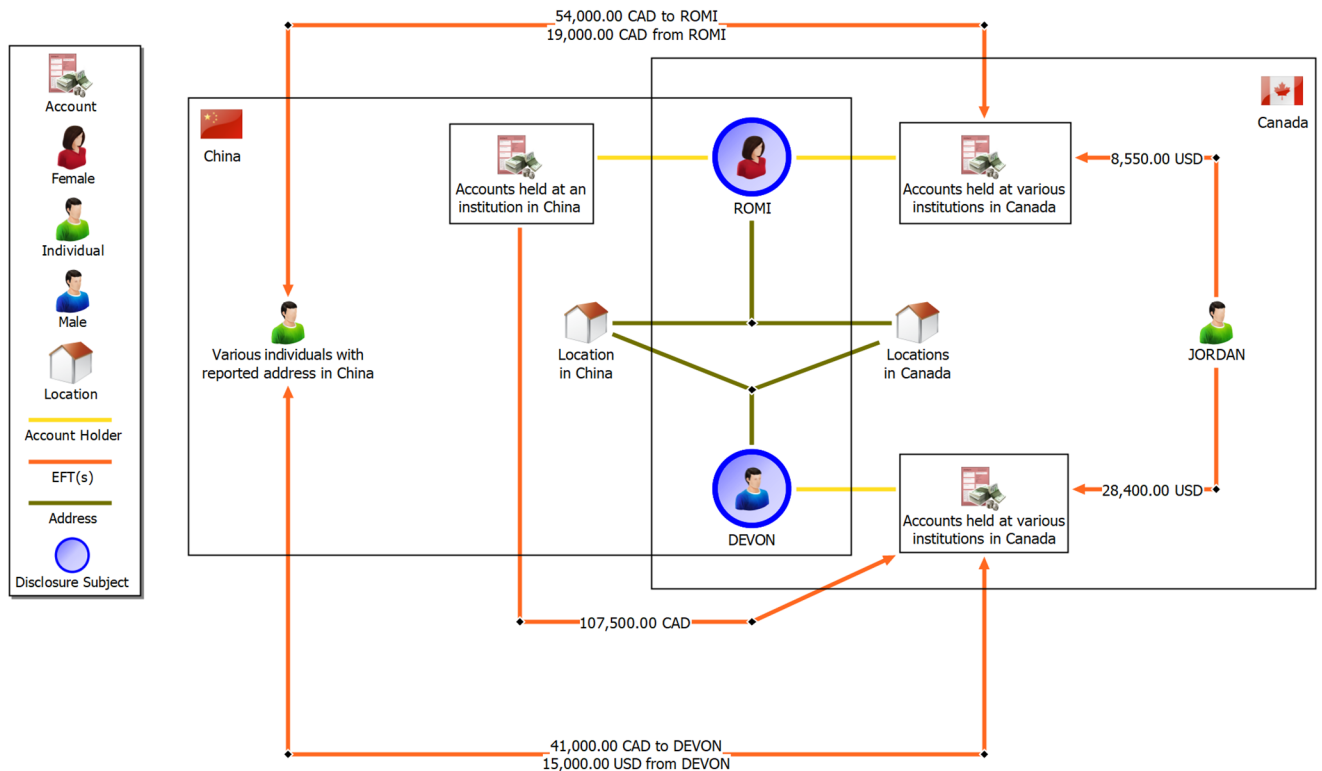 54,000.00 CAD to ROMI
19,000.00 CAD from ROMI
Account
Female
Individual
Male
Location
Account Holder
EFT(s)
Address
Disclosure Subject
China
Canada
Accounts held at an
institution in China
ROMI
Accounts held at various
institutions in Canada
8,550.00 USD
Various individuals with
reported address in China
Location
in China
Locations
in Canada
JORDAN
DEVON
Accounts held at various
institutions in Canada
28,400.00 USD
107,500.00 CAD
41,000.00 CAD to DEVON
15,000.00 USD from DEVON